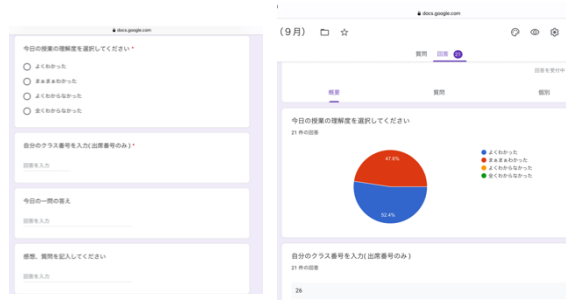 docs.google.com
今日の授業の理解度を選択してください *
よくわかった
まぁまぁわかった
よくわからなかった
全くわからなかった
自分のクラス番号を入力(出席番号のみ) *
回答を入力
今日の一問の答え
回答を入力
感想、質問を記入してください
回答を入力
docs.google.com
(9月)
質問 回答 21
回答を受付中
概要 質問 個別
今日の授業の理解度を選択してください
21 件の回答
47.6%
52.4%
よくわかった
まぁまぁわかった
よくわからなかった
全くわからなかった
自分のクラス番号を入力(出席番号のみ)
21 件の回答
26